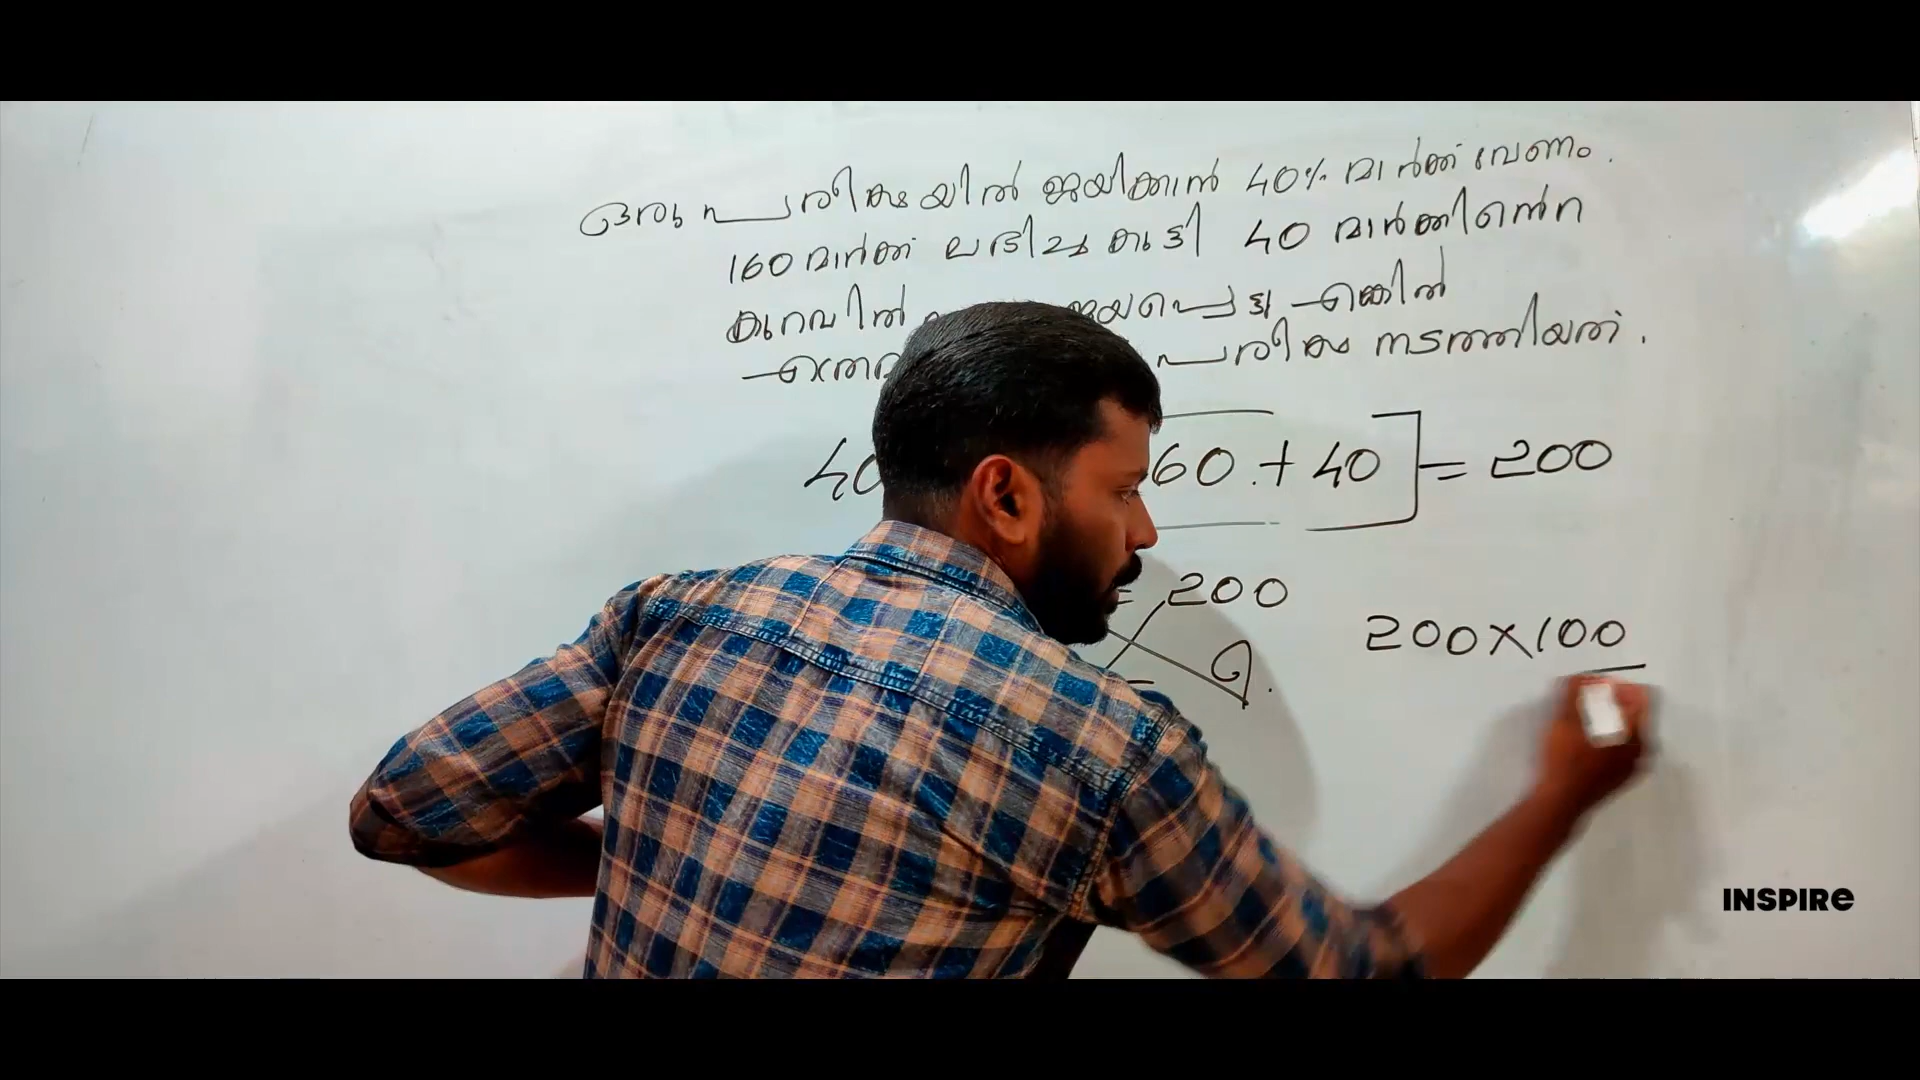 ഒരു പരീക്ഷയിൽ ജയിക്കാൻ 40% മാർക്ക് വേണം.
160 മാർക്ക് ലഭിച്ച കുട്ടി 40 മാർക്കിൻ്റെ
കുറവിൽ എങ്കിൽ
പരീക്ഷ നടത്തിയത്.
40 60 + 40 ] = 200
= 200
200×100
?
INSPIRe